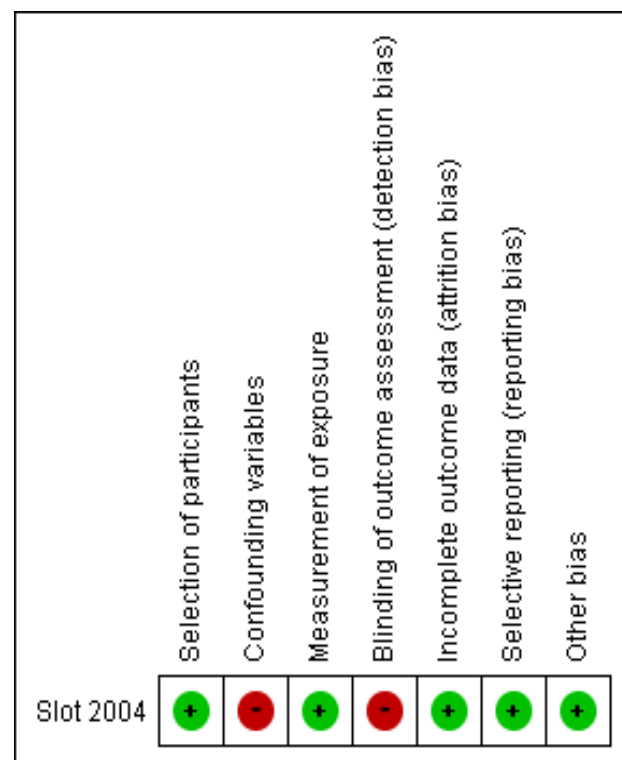 Selection of participants
Confounding variables
Measurement of exposure
Blinding of outcome assessment (detection bias)
Incomplete outcome data (attrition bias)
Selective reporting (reporting bias)
Other bias
Slot 2004 + - + - + + +